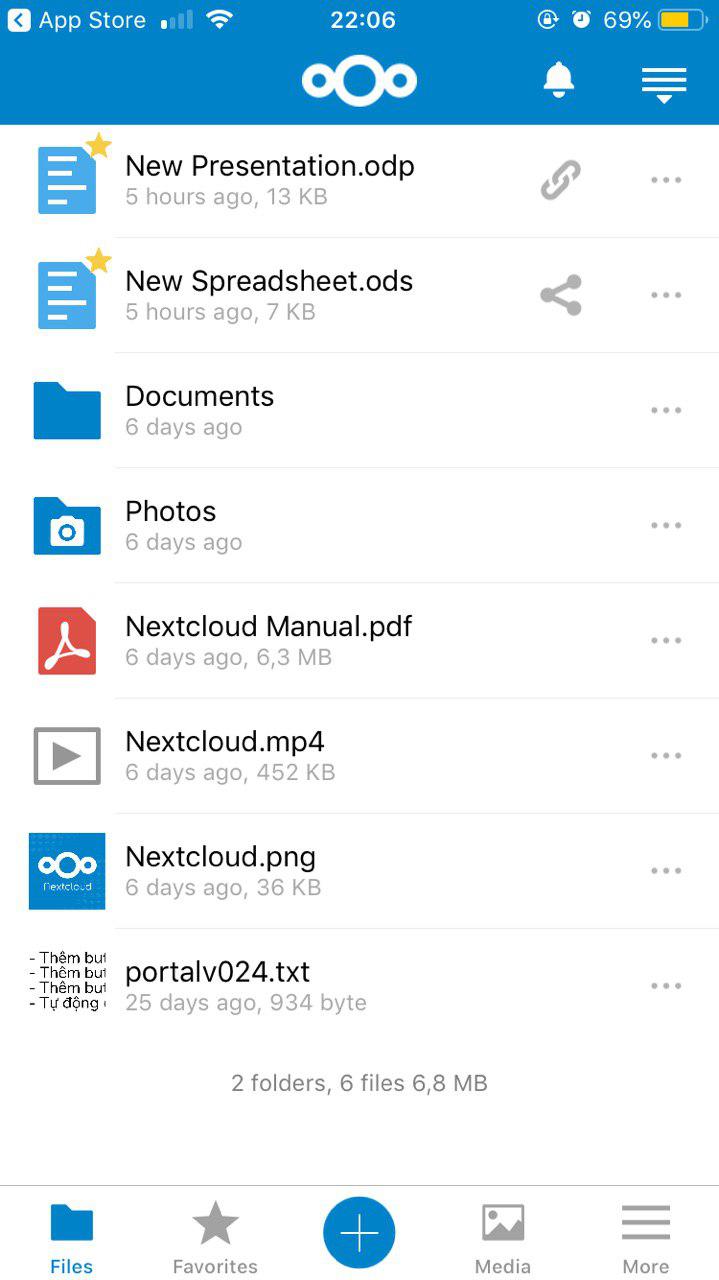 App Store
22:06
69%
New Presentation.odp
5 hours ago, 13 KB
New Spreadsheet.ods
5 hours ago, 7 KB
Documents
6 days ago
Photos
6 days ago
Nextcloud Manual.pdf
6 days ago, 6,3 MB
Nextcloud.mp4
6 days ago, 452 KB
Nextcloud
Nextcloud.png
6 days ago, 36 KB
- Thêm but
- Thêm but
- Thêm but
- Tự động
portalv024.txt
25 days ago, 934 byte
2 folders, 6 files 6,8 MB
Files
Favorites
Media
More